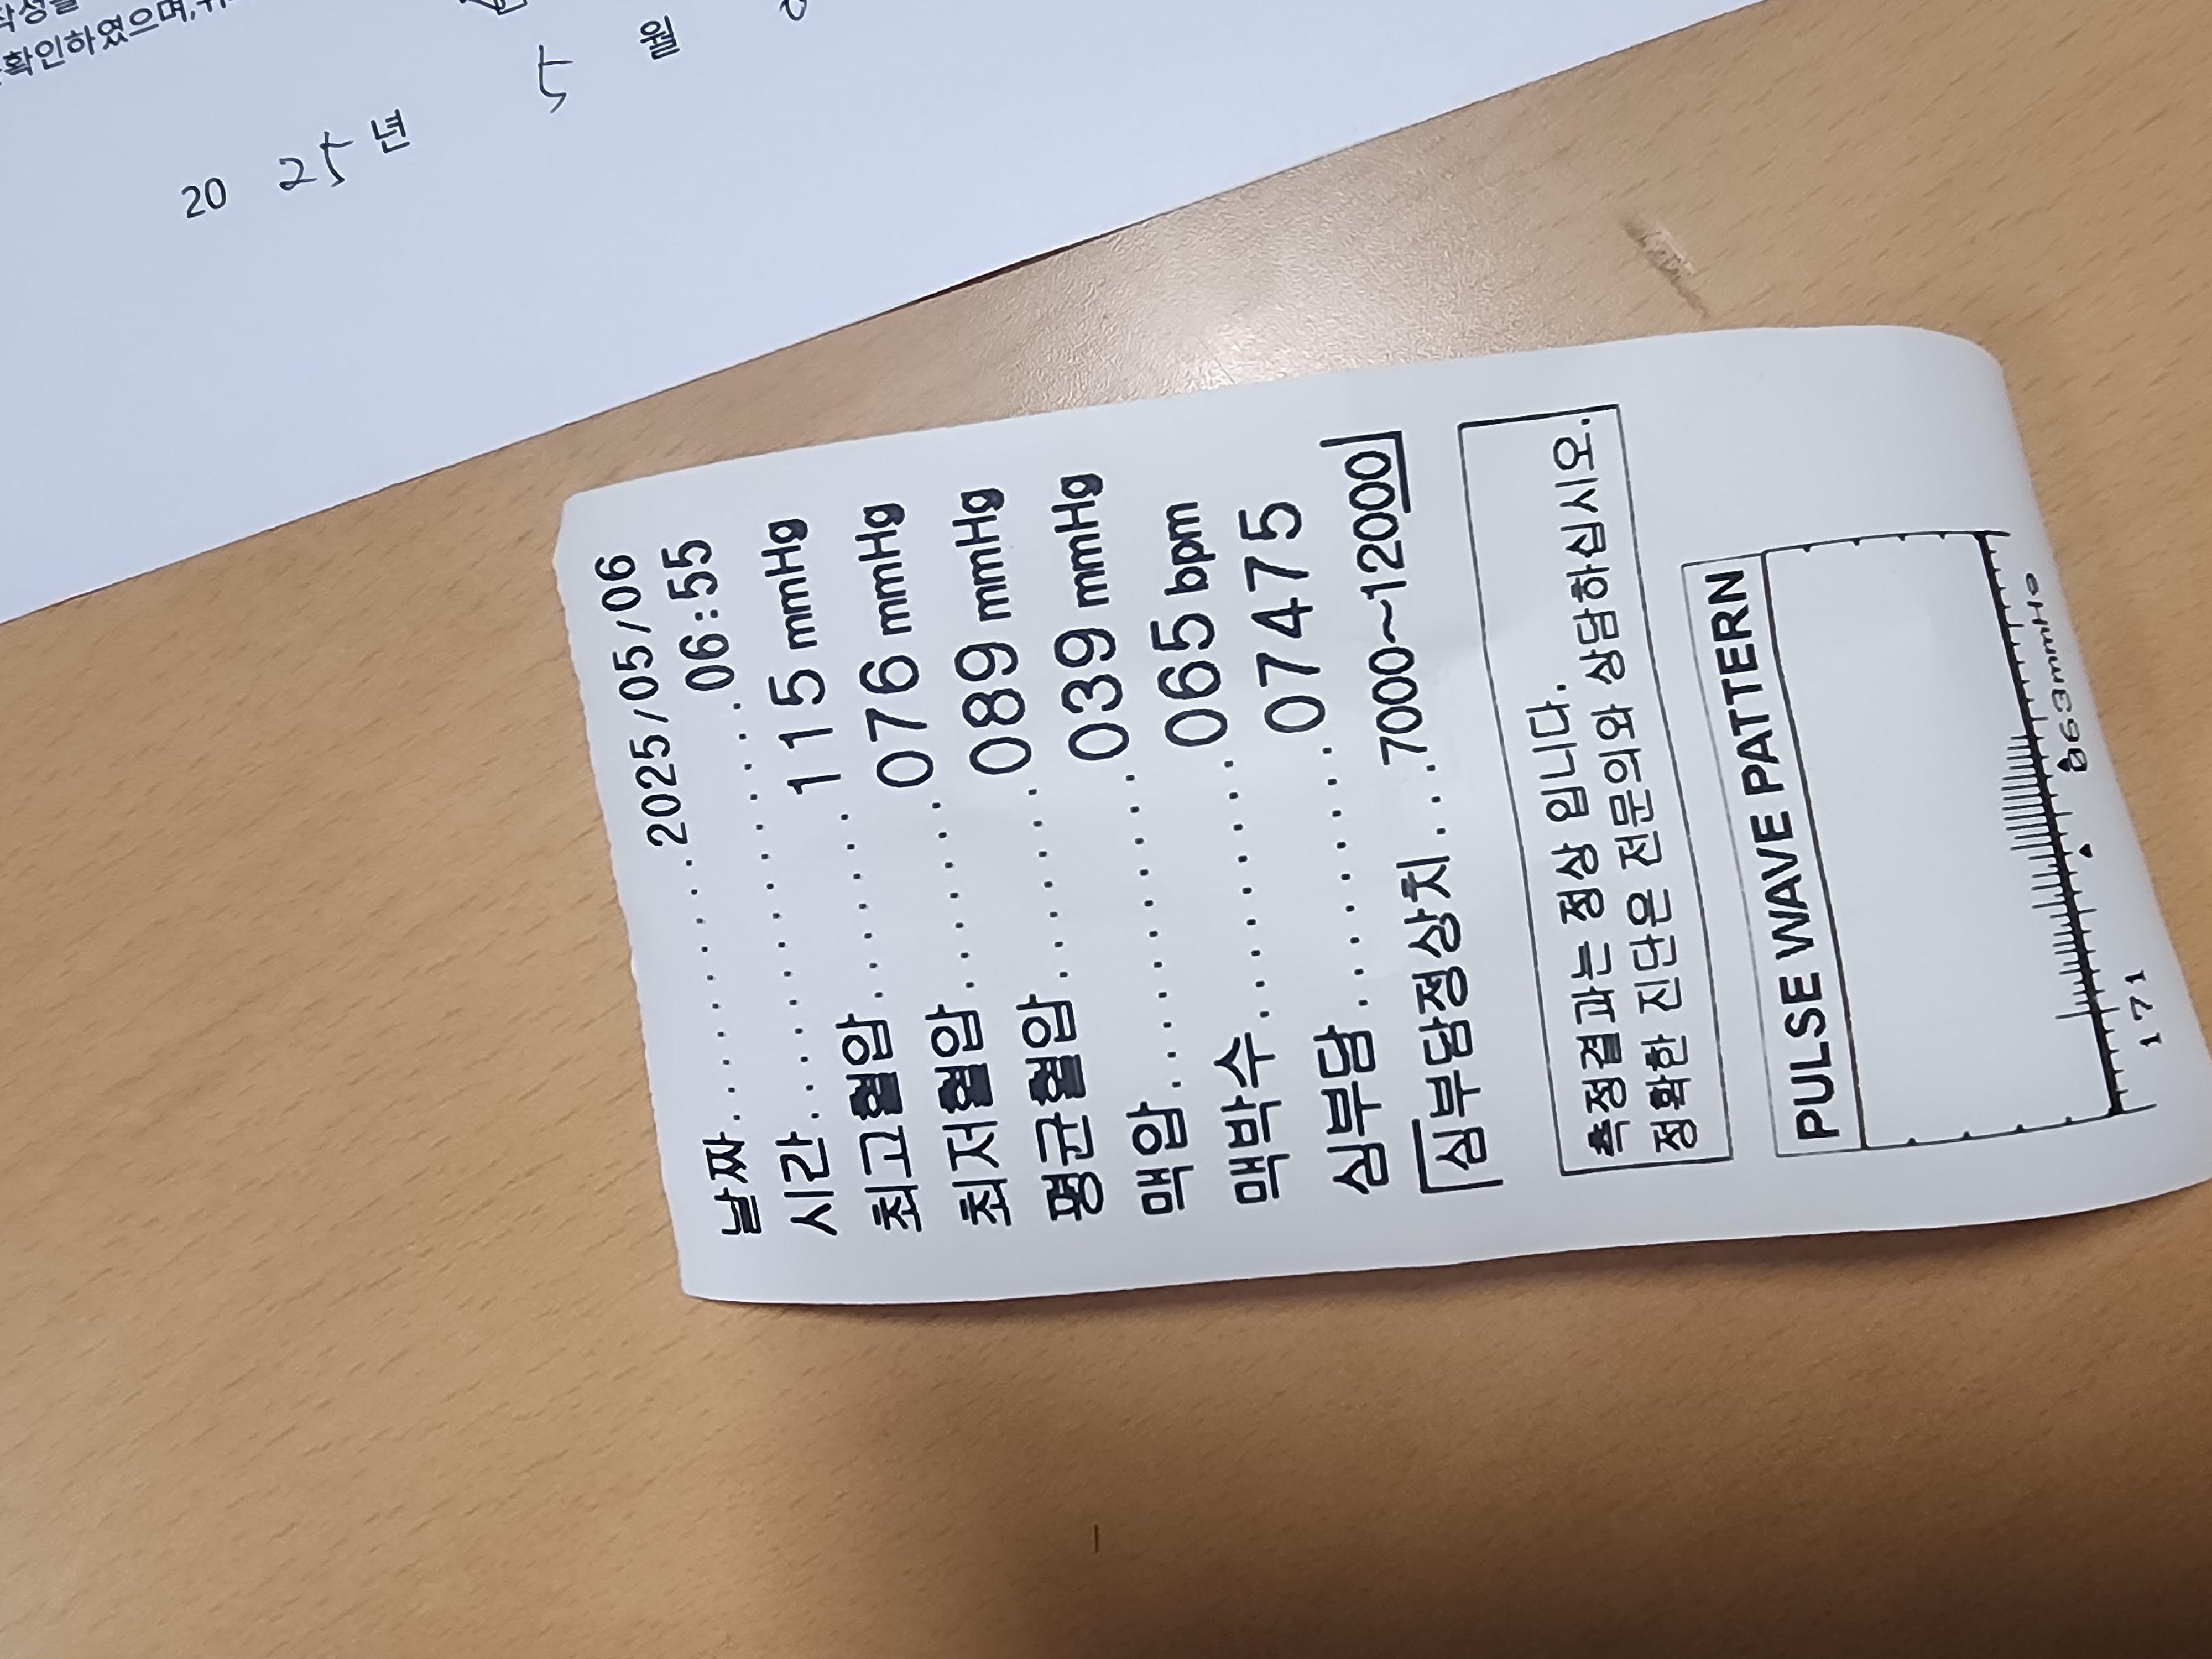 확인하였으며,
20 25 년 5 월
날짜................2025/05/06
시간................06:55
최고혈압.........115 mmHg
최저혈압.........076 mmHg
평균혈압.........089 mmHg
맥압..............039 mmHg
맥박수............065 bpm
심부담............07475
[심부담정상치...7000~12000]
측정결과는 정상 입니다.
정확한 진단은 전문의와 상담하십시오.
PULSE WAVE PATTERN
171 063mmHg